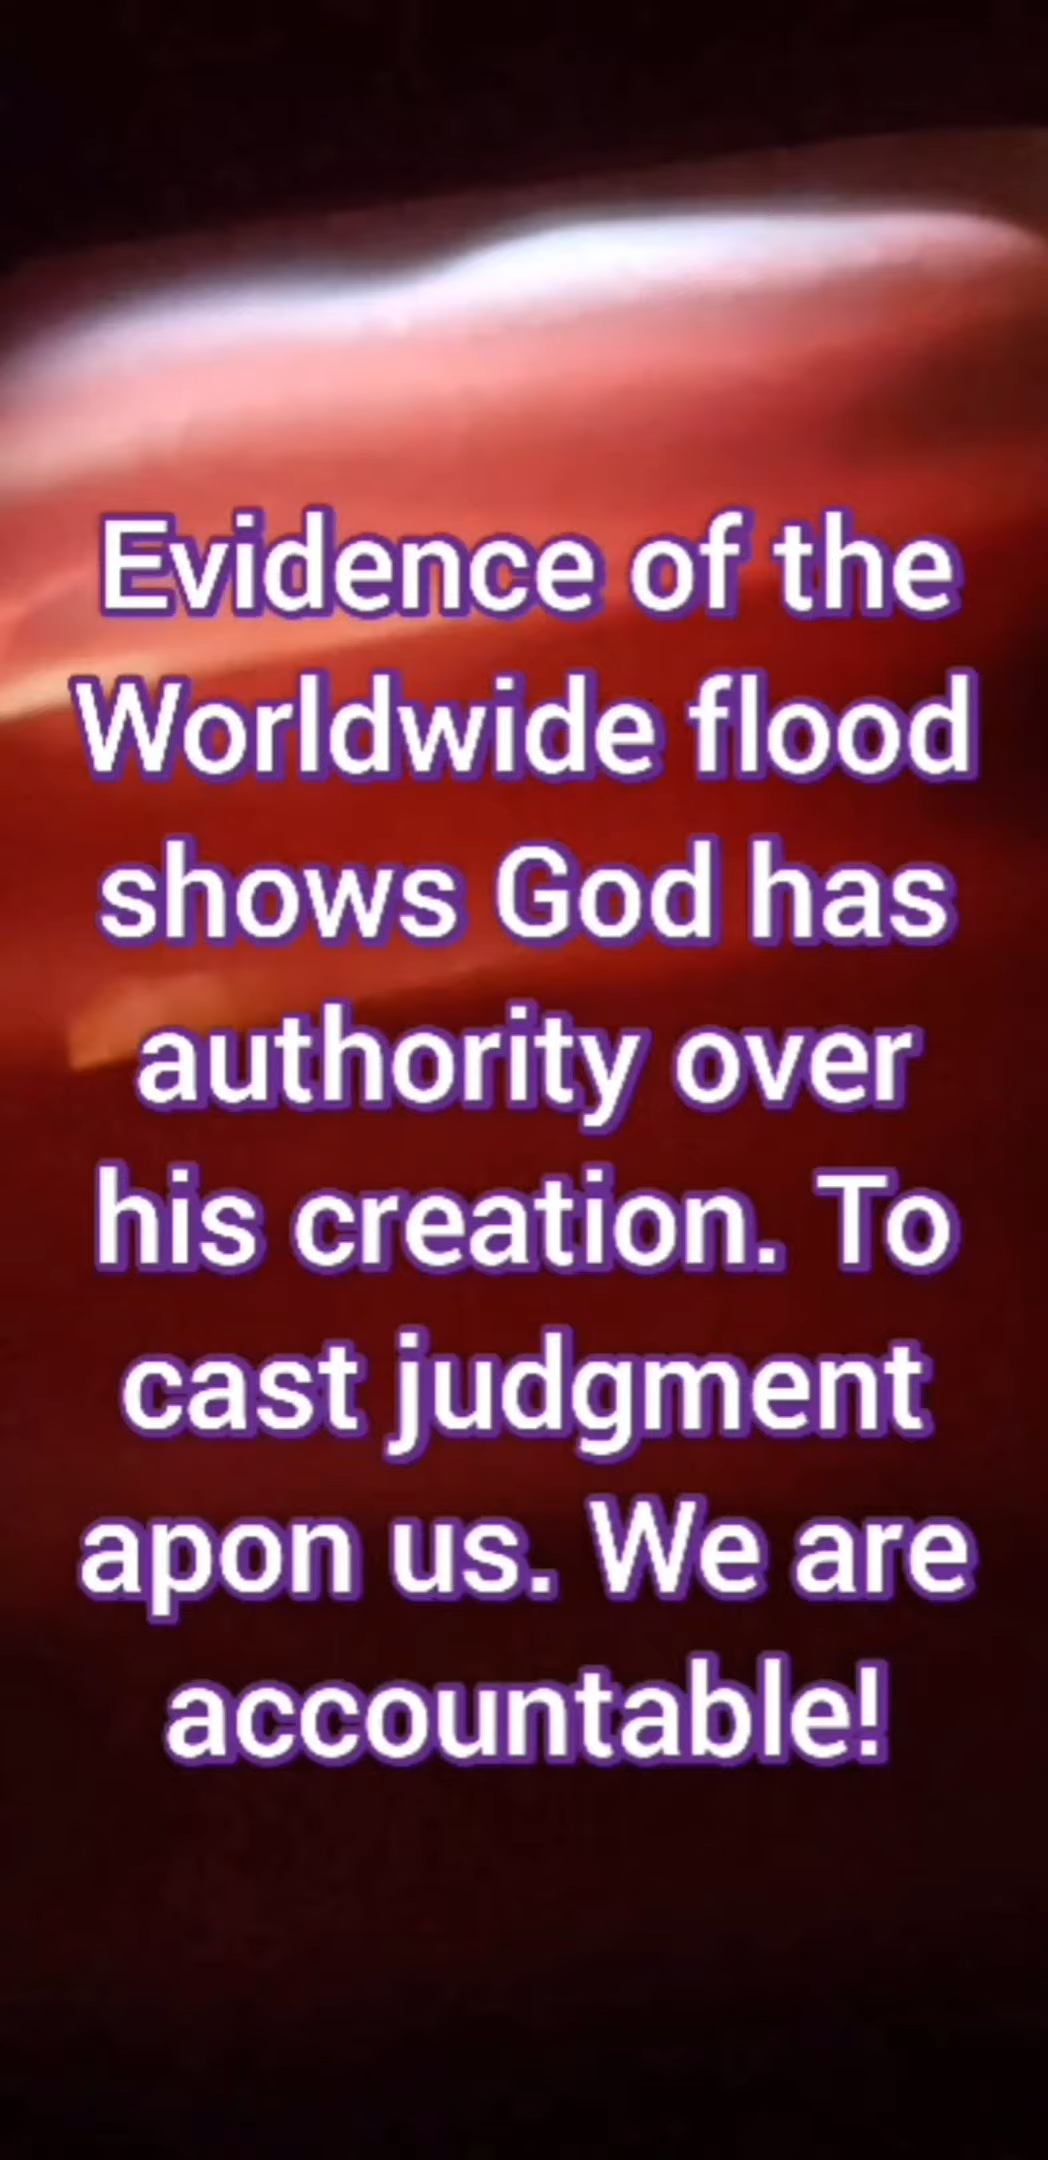 Evidence of the
Worldwide flood
shows God has
authority over
his creation. To
cast judgment
apon us. We are
accountable!